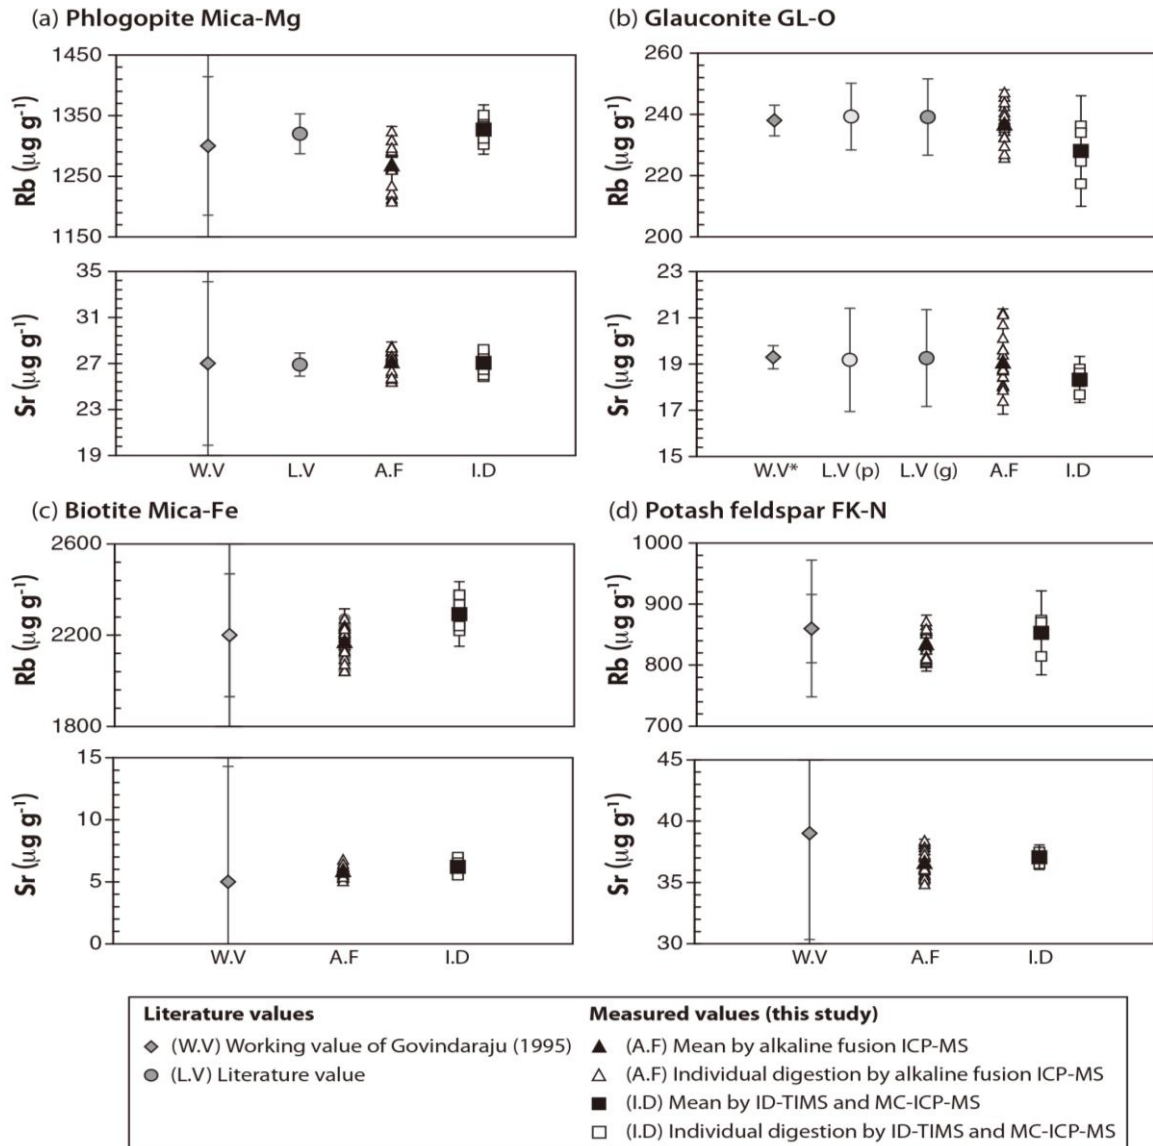 (a) Phlogopite Mica-Mg
(b) Glauconite GL-O
Rb (µg g⁻¹)
1450
1350
1250
1150
Rb (µg g⁻¹)
260
240
220
200
Sr (µg g⁻¹)
35
31
27
23
19
Sr (µg g⁻¹)
23
21
19
17
15
W.V L.V A.F I.D
W.V* L.V (p) L.V (g) A.F I.D
(c) Biotite Mica-Fe
(d) Potash feldspar FK-N
Rb (µg g⁻¹)
2600
2200
1800
Rb (µg g⁻¹)
1000
900
800
700
Sr (µg g⁻¹)
15
10
5
0
Sr (µg g⁻¹)
45
40
35
30
W.V A.F I.D
W.V A.F I.D
Literature values
(W.V) Working value of Govindaraju (1995)
(L.V) Literature value
Measured values (this study)
(A.F) Mean by alkaline fusion ICP-MS
(A.F) Individual digestion by alkaline fusion ICP-MS
(I.D) Mean by ID-TIMS and MC-ICP-MS
(I.D) Individual digestion by ID-TIMS and MC-ICP-MS